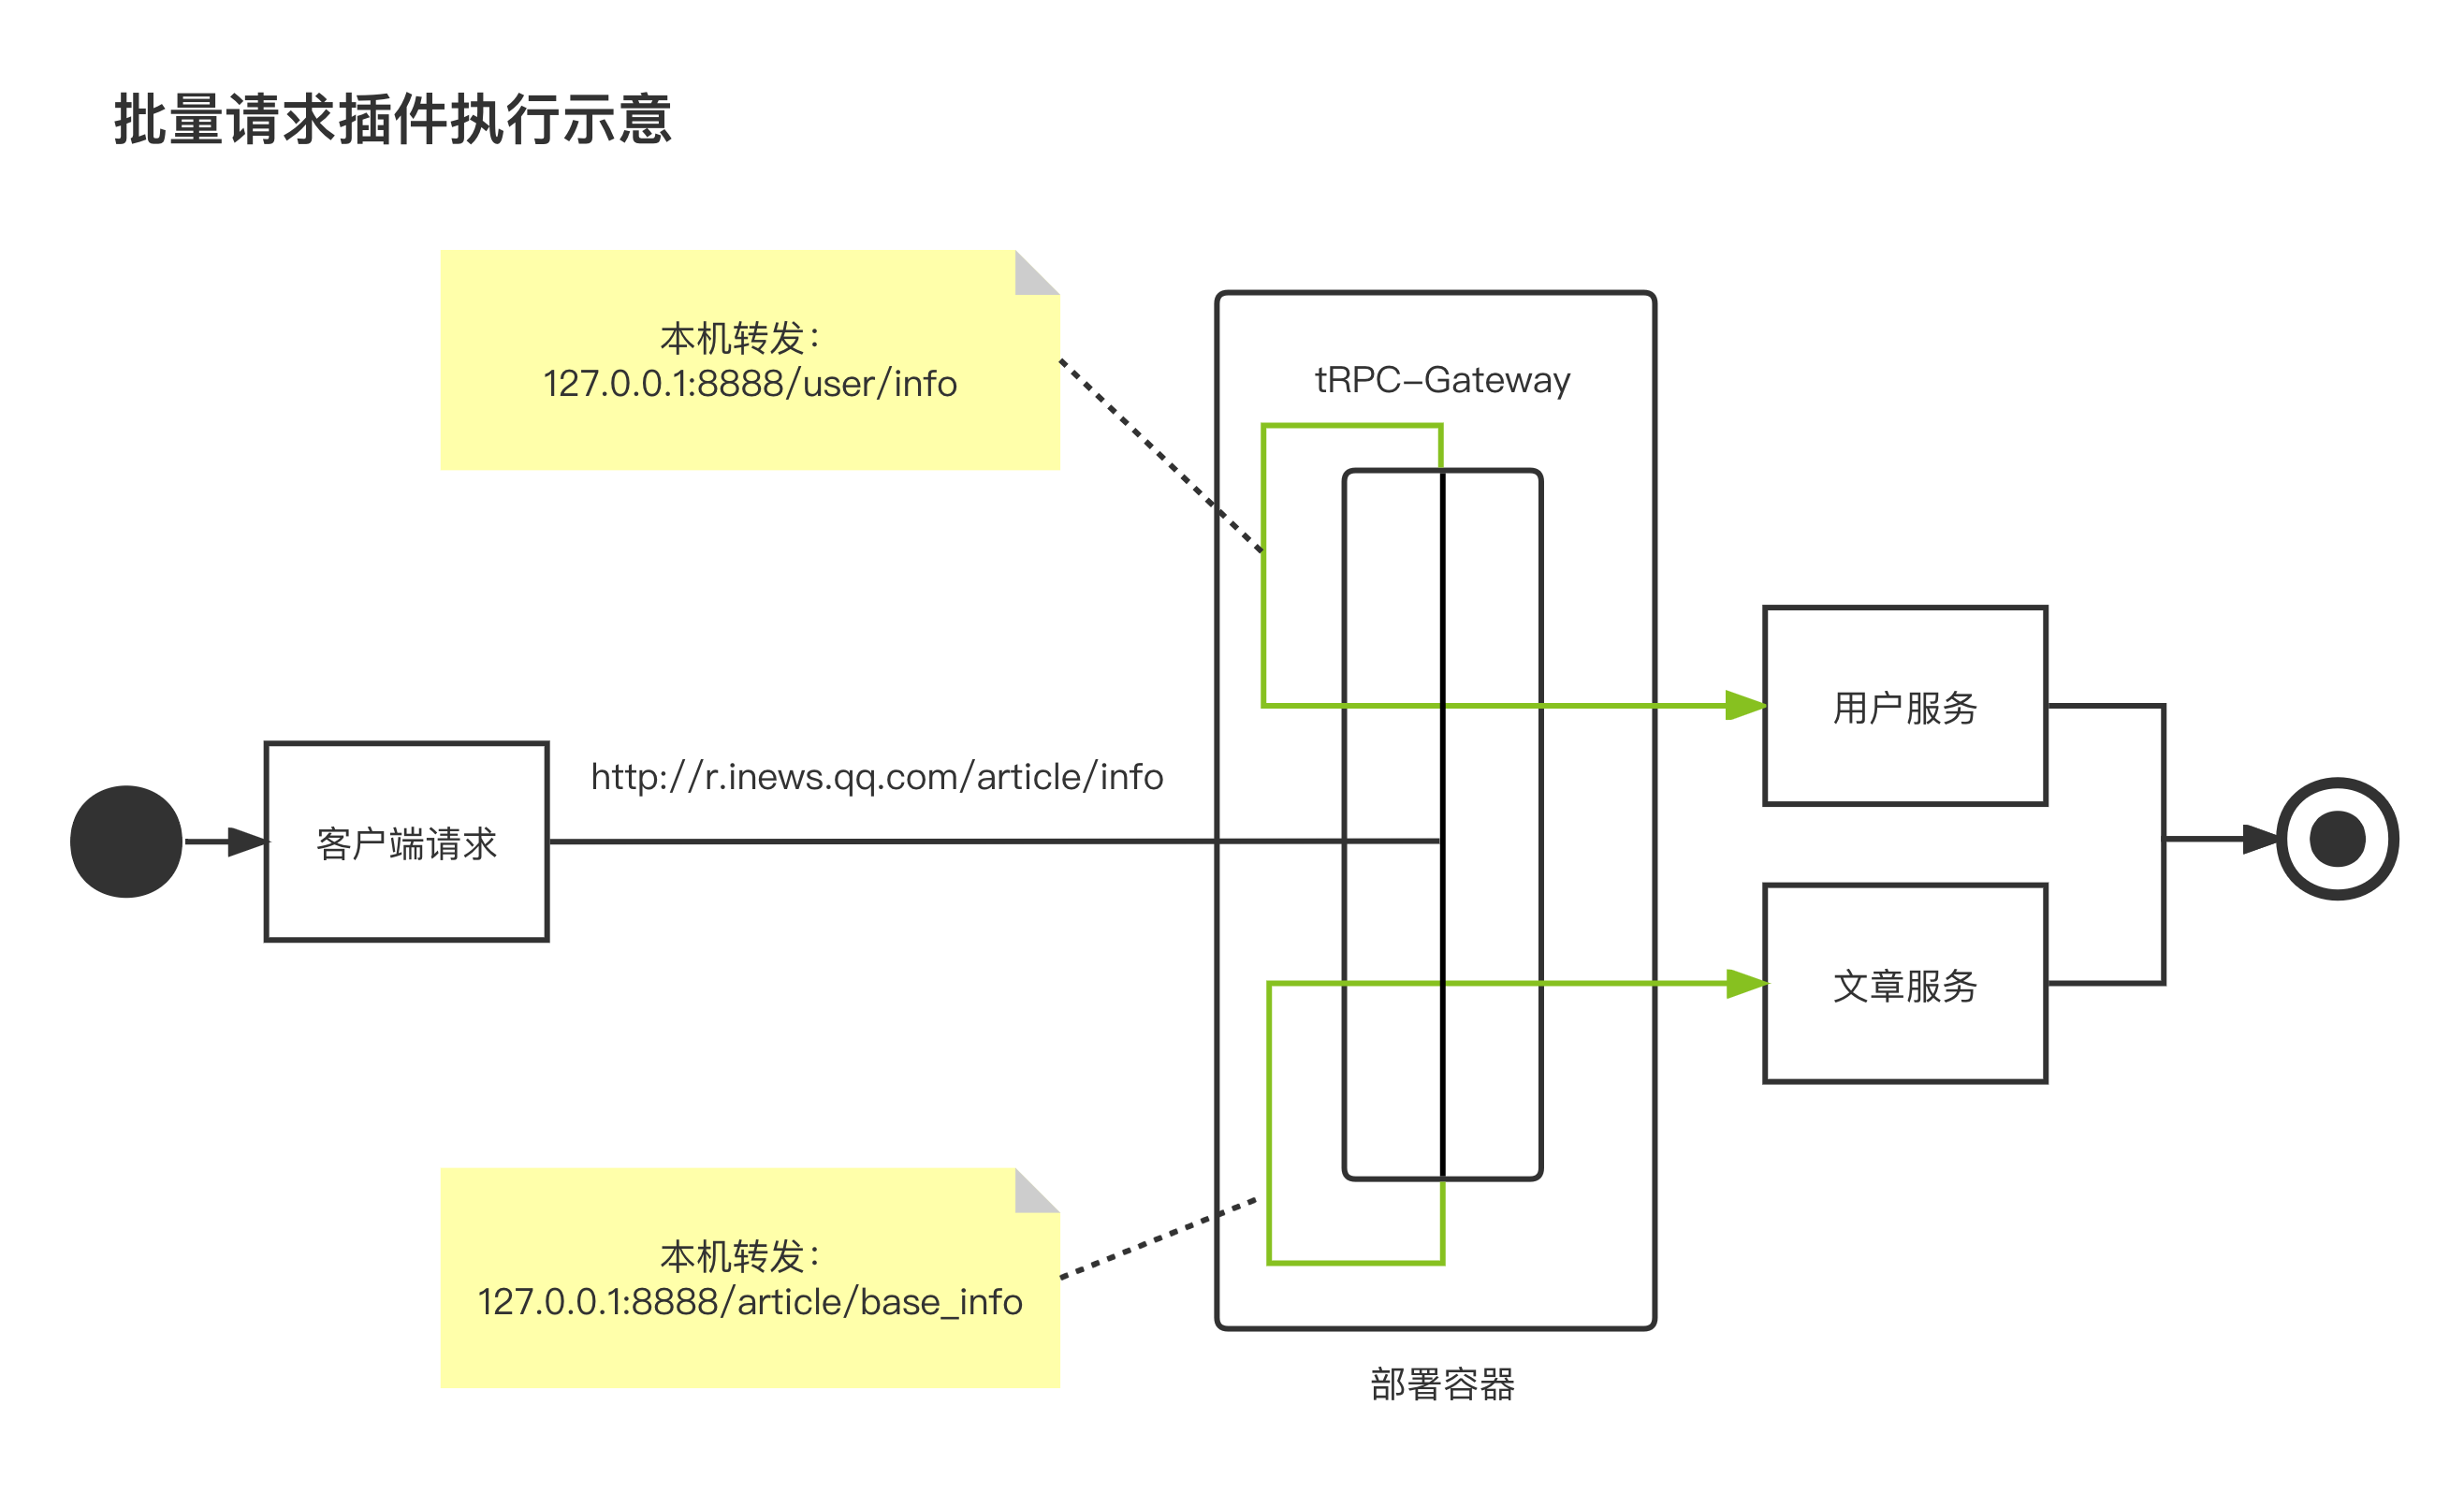 批量请求插件执行示意
本机转发：
127.0.0.1:8888/user/info
tRPC-Gateway
http://r.inews.qq.com/article/info
客户端请求
用户服务
文章服务
本机转发：
127.0.0.1:8888/article/base_info
部署容器